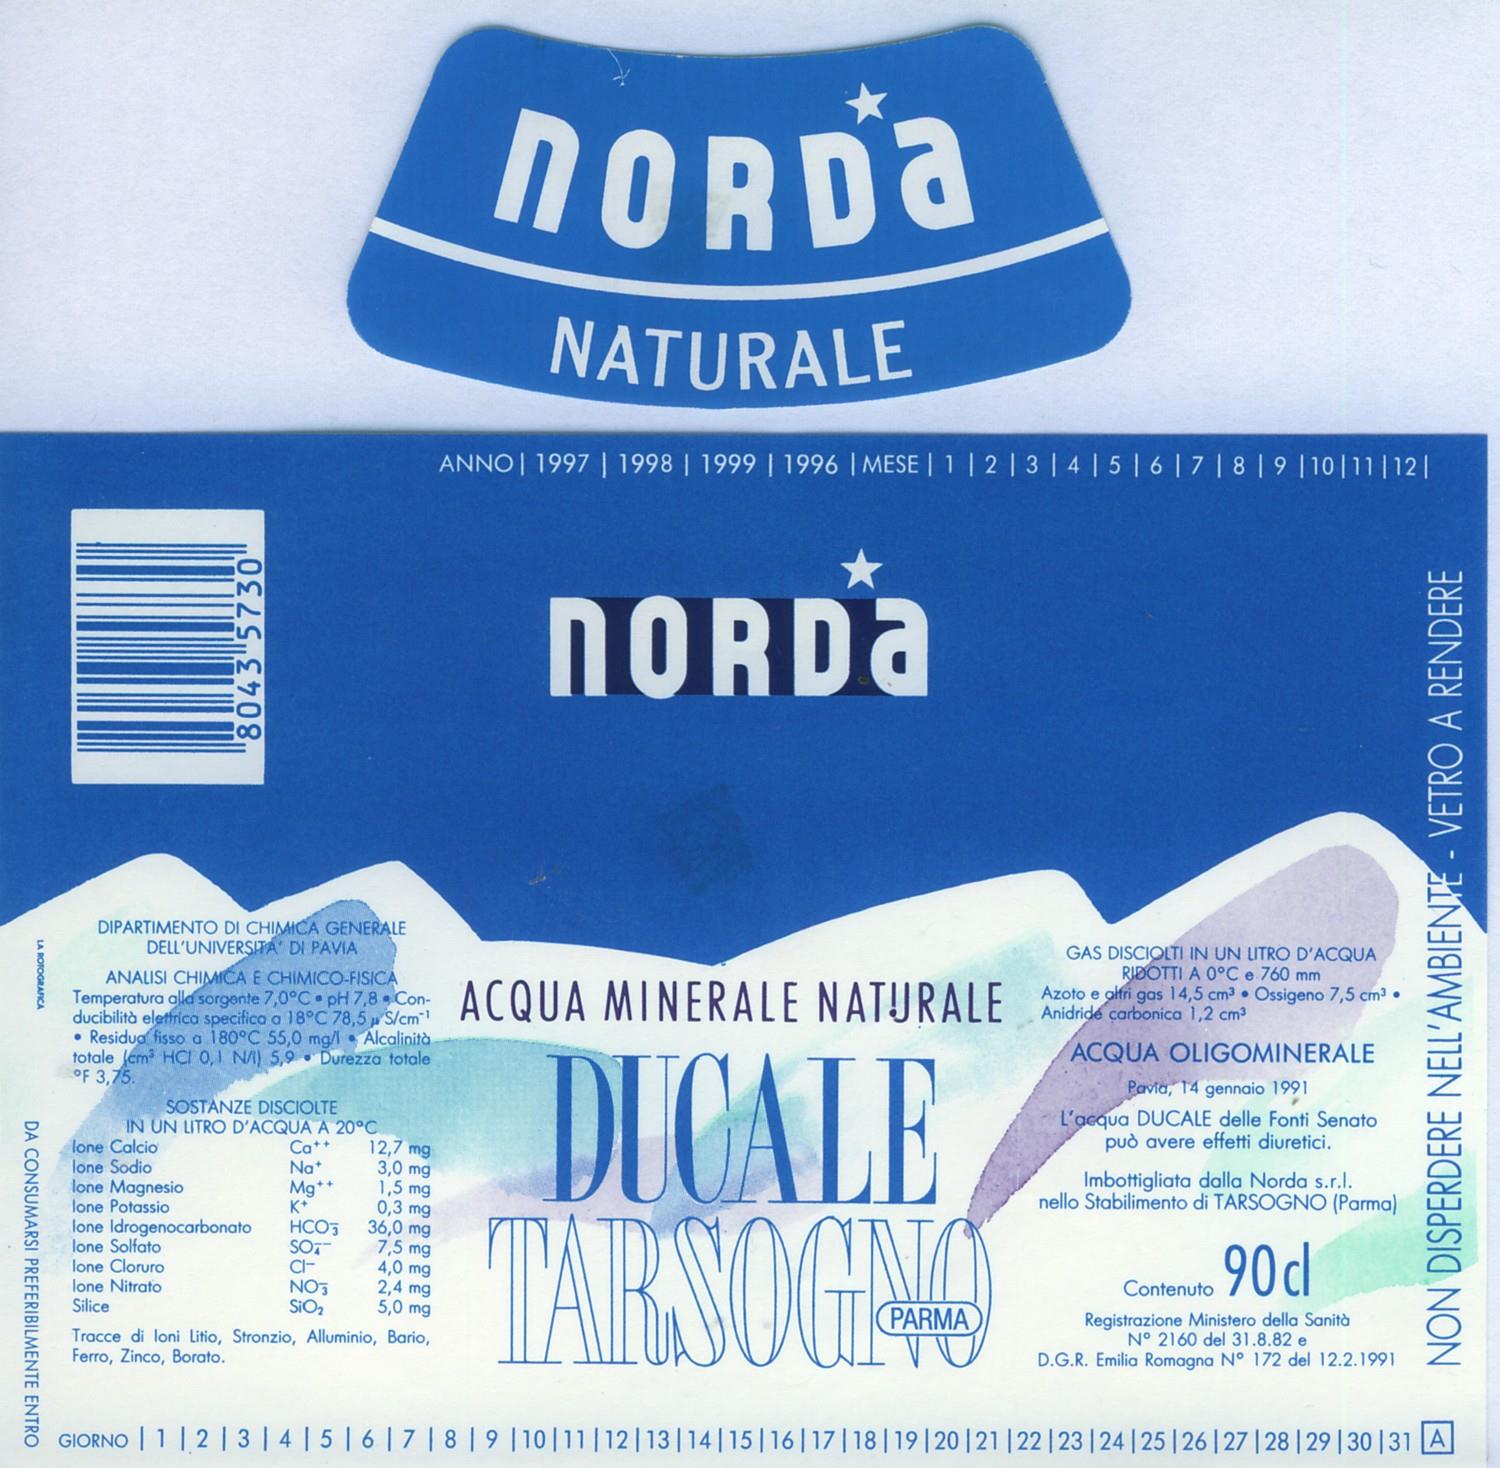 NORDA
NATURALE
ANNO | 1997 | 1998 | 1999 | 1996 | MESE | 1 | 2 | 3 | 4 | 5 | 6 | 7 | 8 | 9 | 10 | 11 | 12 |
80435730
NORDA
DIPARTIMENTO DI CHIMICA GENERALE
DELL'UNIVERSITA' DI PAVIA
ANALISI CHIMICA E CHIMICO-FISICA
Temperatura alla sorgente 7,0°C • pH 7,8 • Con-
ducibilità elettrica specifica a 18°C 78,5 µ S/cm⁻¹
• Residuo fisso a 180°C 55,0 mg/l • Alcalinità
totale (cm³ HCl 0,1 N/l) 5,9 • Durezza totale
°F 3,75.
SOSTANZE DISCIOLTE
IN UN LITRO D'ACQUA A 20°C
Ione Calcio Ca⁺⁺ 12,7 mg
Ione Sodio Na⁺ 3,0 mg
Ione Magnesio Mg⁺⁺ 1,5 mg
Ione Potassio K⁺ 0,3 mg
Ione Idrogenocarbonato HCO₃⁻ 36,0 mg
Ione Solfato SO₄⁻⁻ 7,5 mg
Ione Cloruro Cl⁻ 4,0 mg
Ione Nitrato NO₃⁻ 2,4 mg
Silice SiO₂ 5,0 mg
Tracce di Ioni Litio, Stronzio, Alluminio, Bario,
Ferro, Zinco, Borato.
LA ROTOGRAFICA
DA CONSUMARSI PREFERIBILMENTE ENTRO
ACQUA MINERALE NATURALE
DUCALE
TARSOGNO
PARMA
GAS DISCIOLTI IN UN LITRO D'ACQUA
RIDOTTI A 0°C e 760 mm
Azoto e altri gas 14,5 cm³ • Ossigeno 7,5 cm³ •
Anidride carbonica 1,2 cm³
ACQUA OLIGOMINERALE
Pavia, 14 gennaio 1991
L'acqua DUCALE delle Fonti Senato
può avere effetti diuretici.
Imbottigliata dalla Norda s.r.l.
nello Stabilimento di TARSOGNO (Parma)
Contenuto 90 cl
Registrazione Ministero della Sanità
N° 2160 del 31.8.82 e
D.G.R. Emilia Romagna N° 172 del 12.2.1991
NON DISPERDERE NELL'AMBIENTE - VETRO A RENDERE
GIORNO | 1 | 2 | 3 | 4 | 5 | 6 | 7 | 8 | 9 | 10 | 11 | 12 | 13 | 14 | 15 | 16 | 17 | 18 | 19 | 20 | 21 | 22 | 23 | 24 | 25 | 26 | 27 | 28 | 29 | 30 | 31 A